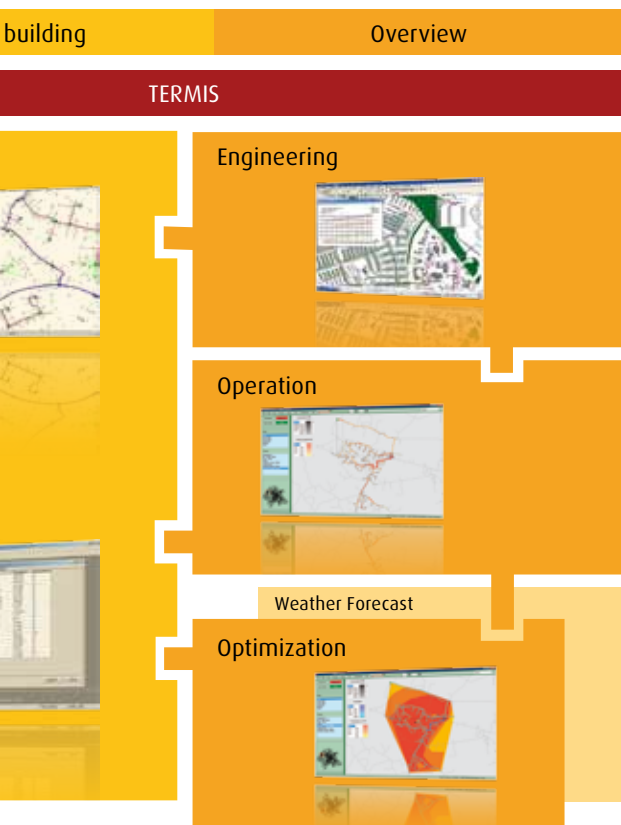 building
Overview
TERMIS
Engineering
Operation
Weather Forecast
Optimization